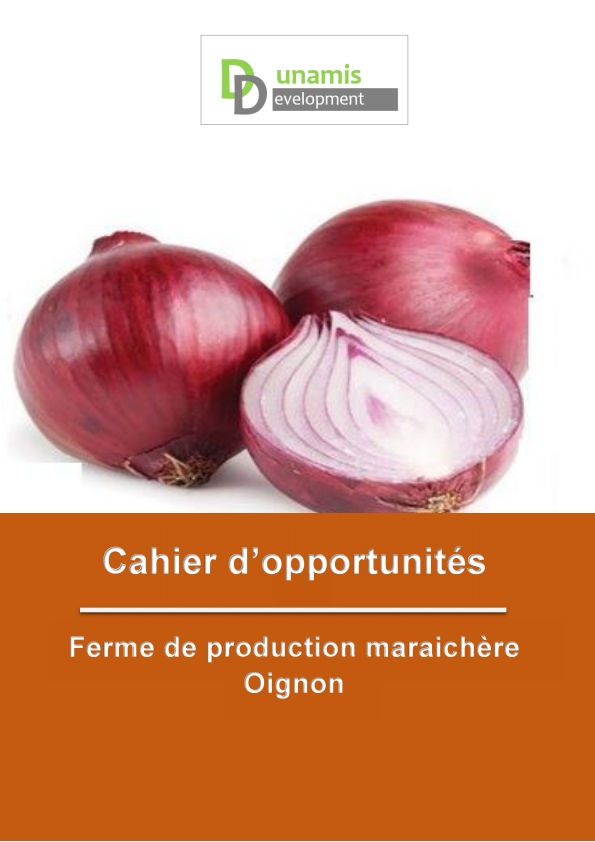 Dunamis
Development
Cahier d’opportunités
Ferme de production maraichère
Oignon